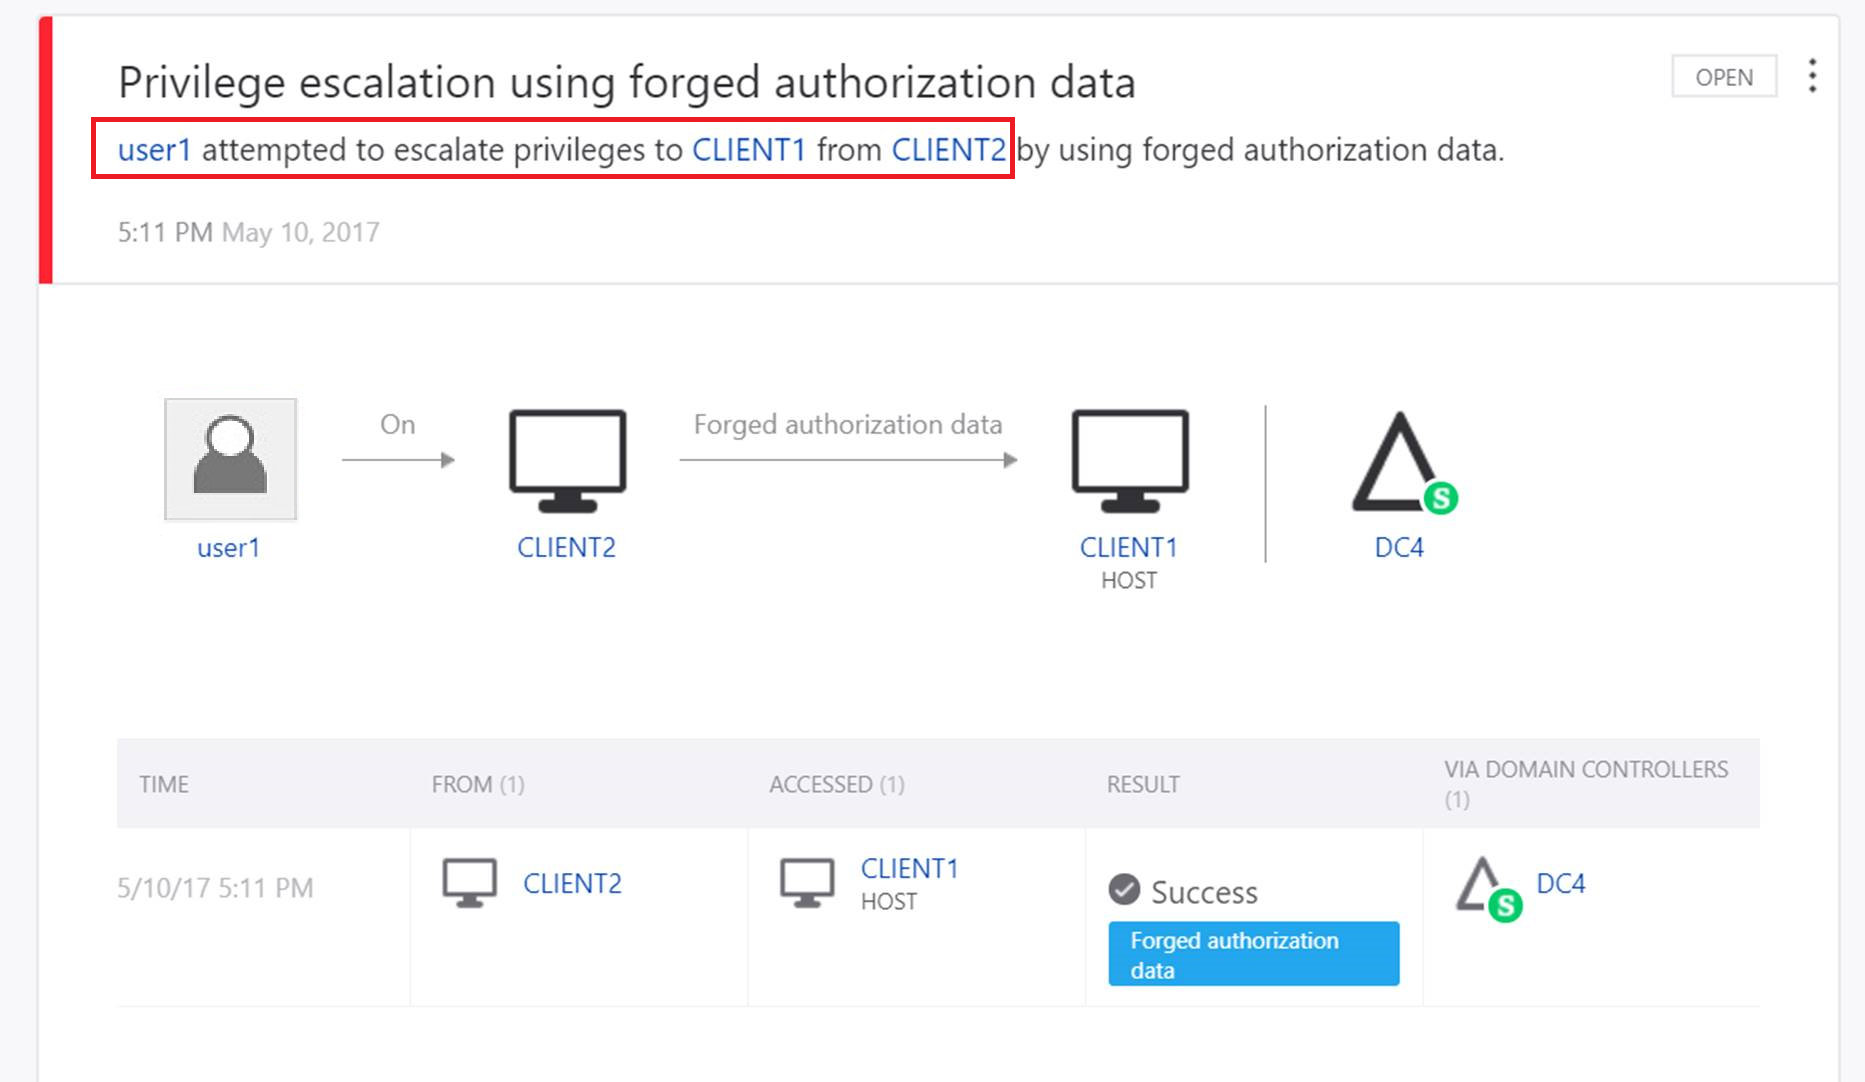 Privilege escalation using forged authorization data
OPEN
user1 attempted to escalate privileges to CLIENT1 from CLIENT2 by using forged authorization data.
5:11 PM May 10, 2017
On
Forged authorization data
user1
CLIENT2
CLIENT1
HOST
S
DC4
TIME
FROM (1)
ACCESSED (1)
RESULT
VIA DOMAIN CONTROLLERS
(1)
5/10/17 5:11 PM
CLIENT2
CLIENT1
HOST
Success
Forged authorization
data
S
DC4